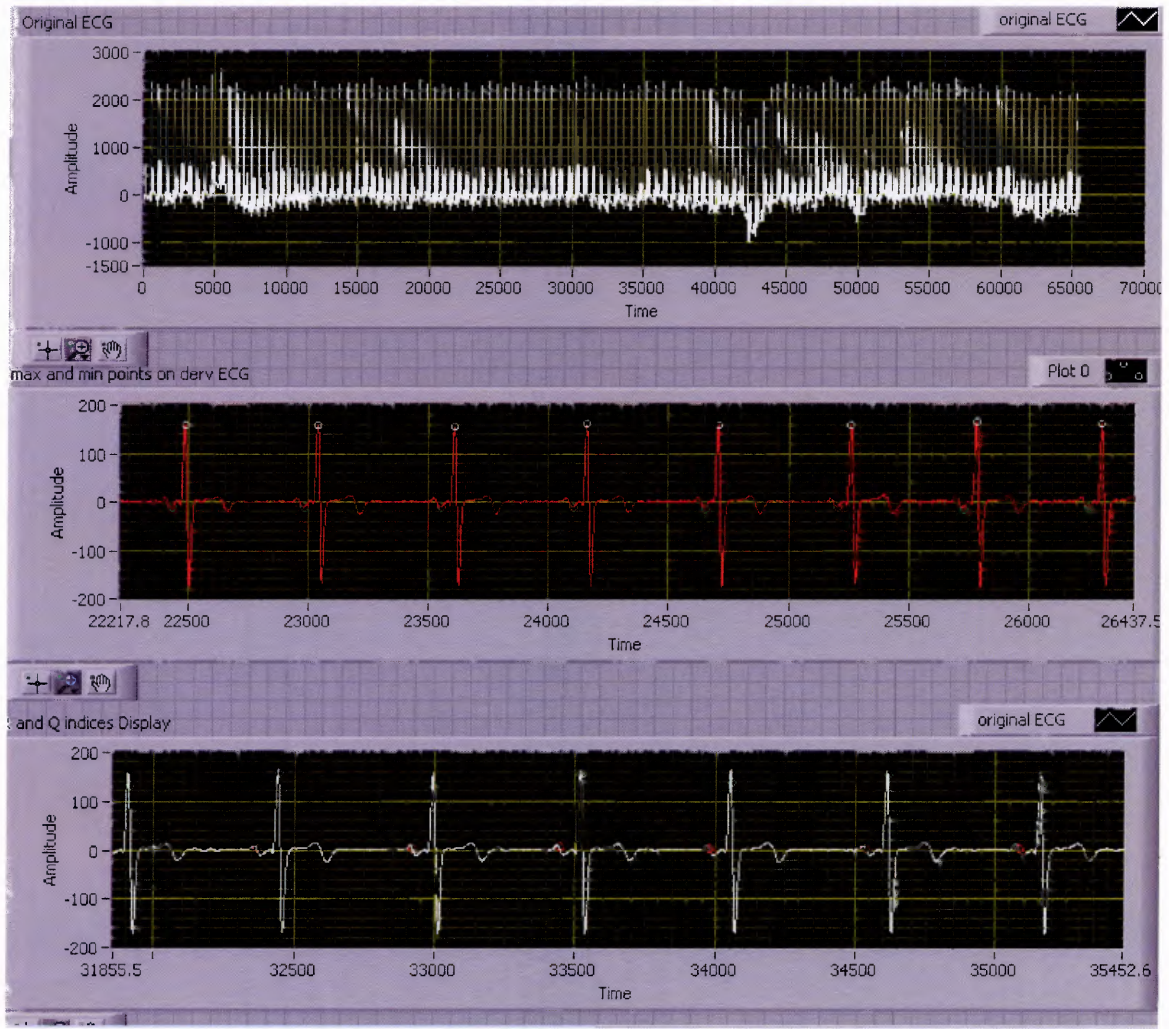 Original ECG
original ECG
3000
2000
1000
0
-1000
-1500
Amplitude
0 5000 10000 15000 20000 25000 30000 35000 40000 45000 50000 55000 60000 65000 70000
Time
max and min points on derv ECG
Plot 0
200
100
0
-100
-200
Amplitude
22217.8 22500 23000 23500 24000 24500 25000 25500 26000 26437.5
Time
and Q indices Display
original ECG
200
100
0
-100
-200
Amplitude
31855.5 32500 33000 33500 34000 34500 35000 35452.6
Time